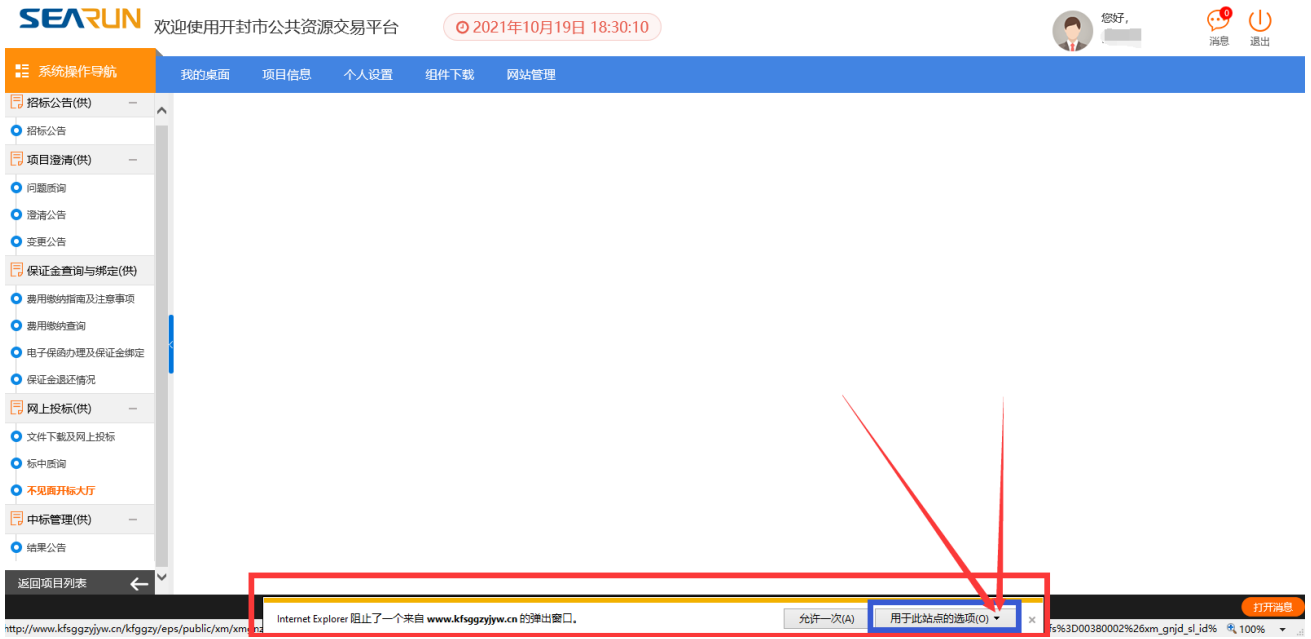 SEARUN 欢迎使用开封市公共资源交易平台 2021年10月19日 18:30:10 您好, 0
消息 退出
系统操作导航 我的桌面 项目信息 个人设置 组件下载 网站管理
招标公告(供)
招标公告
项目澄清(供)
问题质询
澄清公告
变更公告
保证金查询与绑定(供)
费用缴纳指南及注意事项
费用缴纳查询
电子保函办理及保证金绑定
保证金退还情况
网上投标(供)
文件下载及网上投标
标中质询
不见面开标大厅
中标管理(供)
结果公告
返回项目列表
打开消息
Internet Explorer 阻止了一个来自 www.kfsggzyjyw.cn 的弹出窗口。 允许一次(A) 用于此站点的选项(O)
http://www.kfsggzyjyw.cn/kfggzy/eps/public/xm/xm fs%3D00380002%26xm_gnjd_sl_id% 100%